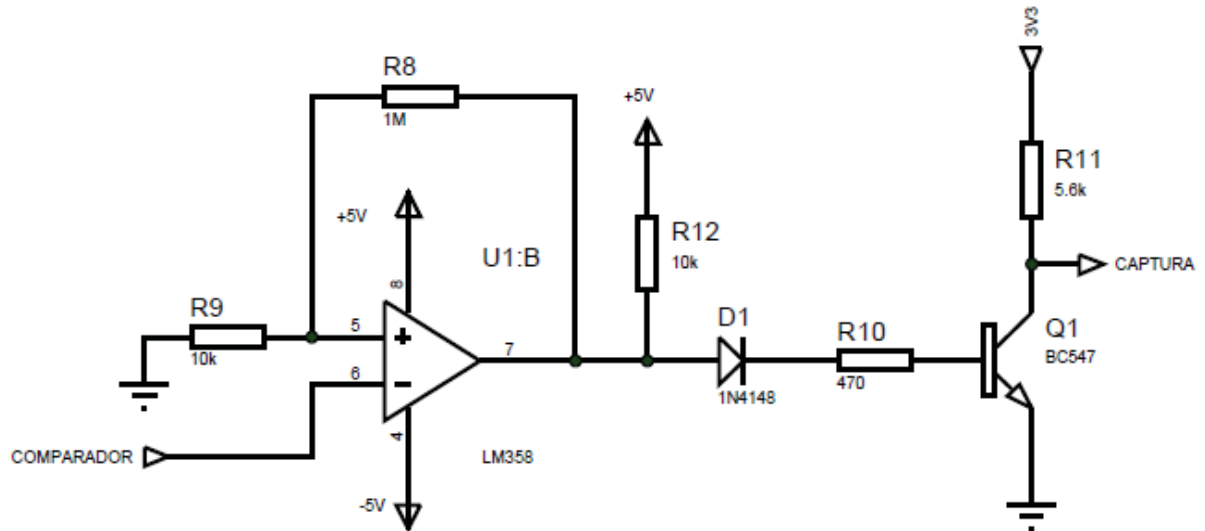 3V3
R8
1M
+5V
R11
5.6k
+5V
R12
10k
U1:B
8
CAPTURA
R9
10k
5
+
7
D1
1N4148
R10
470
Q1
BC547
6
-
4
COMPARADOR
LM358
-5V